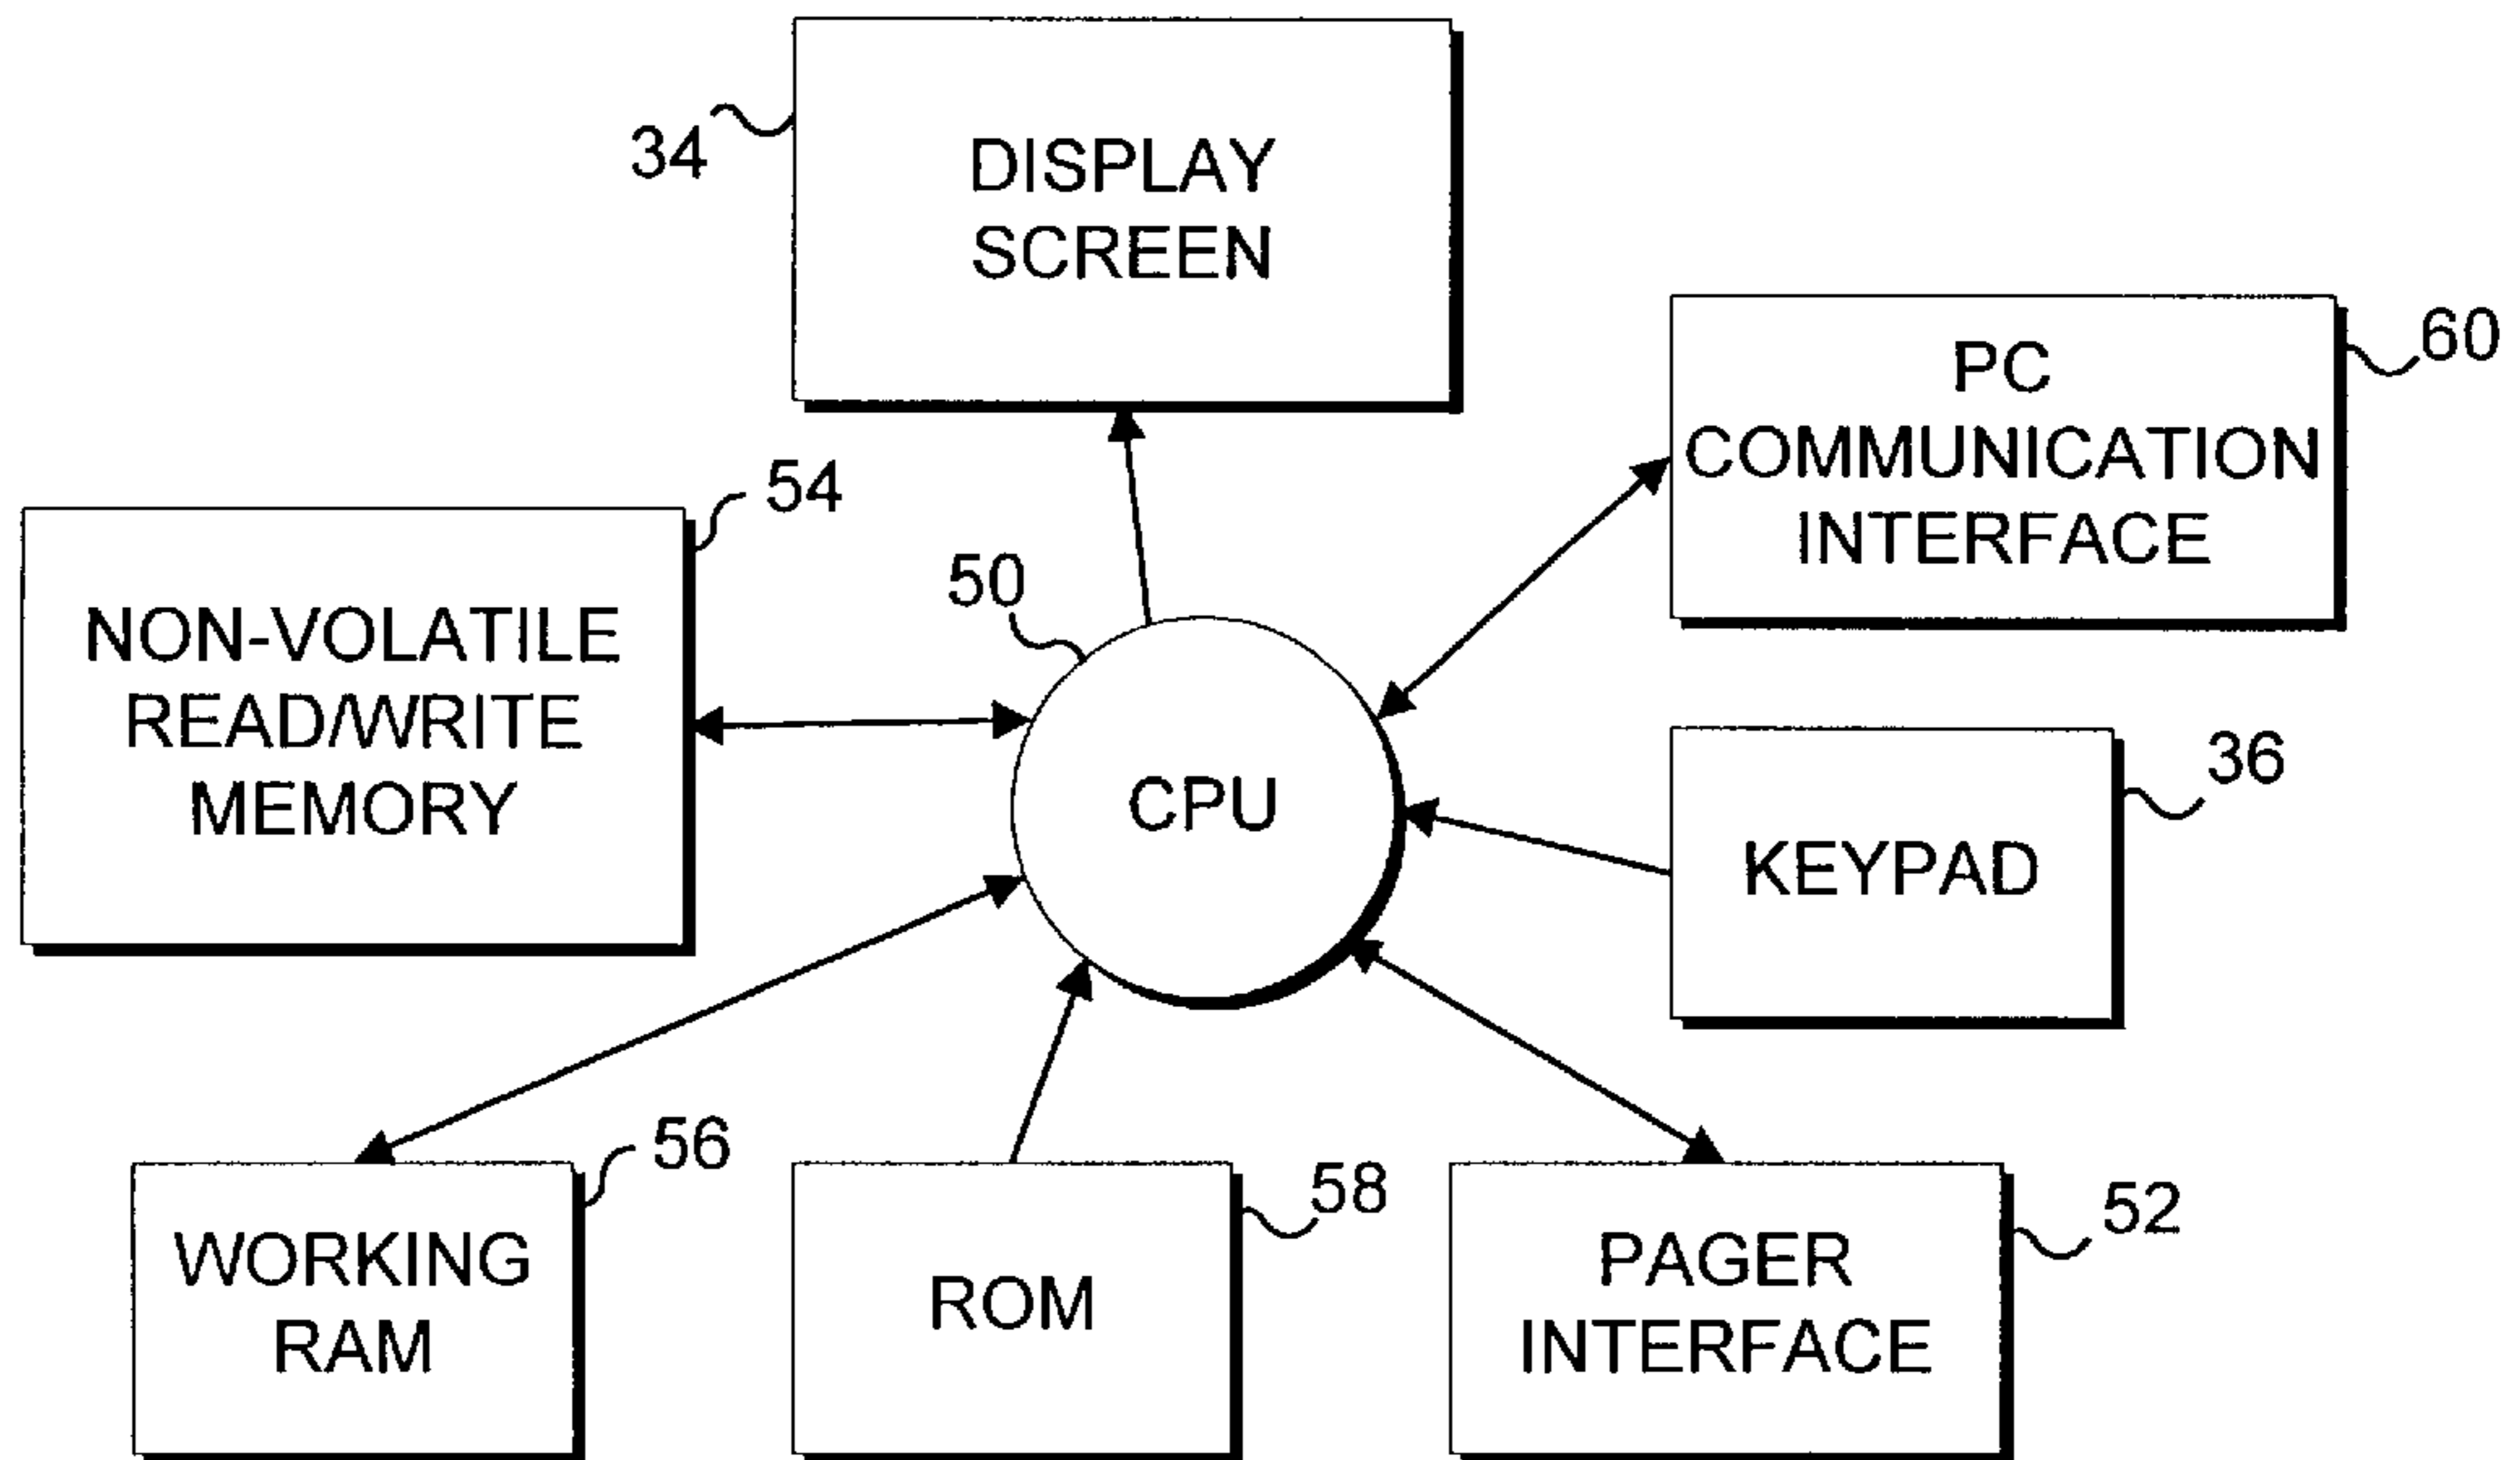 34
DISPLAY
SCREEN
60
PC
COMMUNICATION
INTERFACE
54
NON-VOLATILE
READ/WRITE
MEMORY
50
CPU
36
KEYPAD
56
WORKING
RAM
58
ROM
52
PAGER
INTERFACE